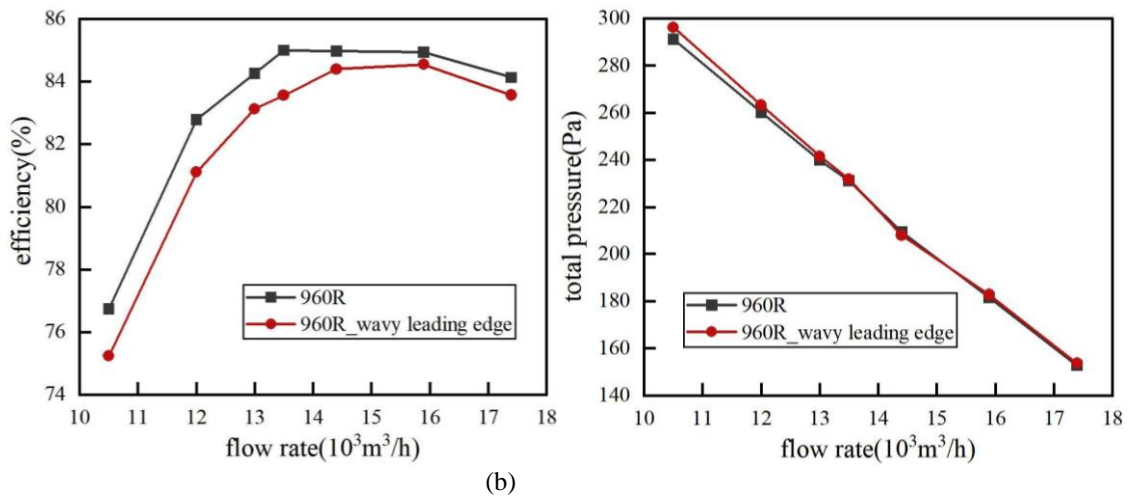 86
84
82
80
78
76
74
efficiency(%)
960R
960R_wavy leading edge
10 11 12 13 14 15 16 17 18
flow rate(10³m³/h)
300
280
260
240
220
200
180
160
140
total pressure(Pa)
960R
960R_wavy leading edge
10 11 12 13 14 15 16 17 18
flow rate(10³m³/h)
(b)